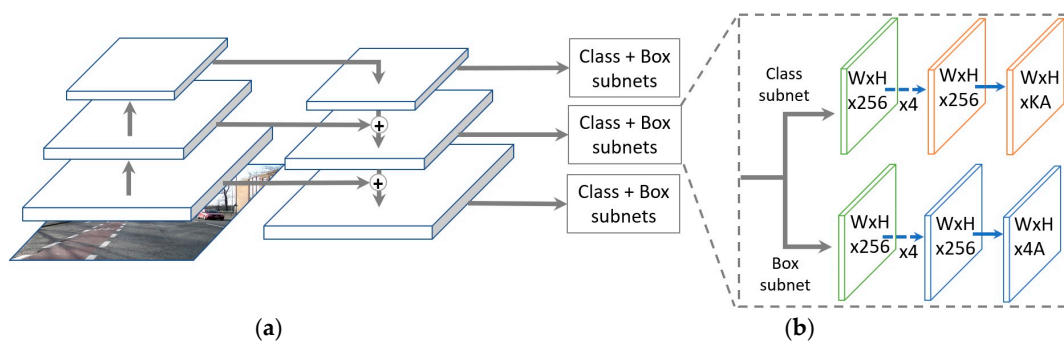 Class + Box
subnets
Class + Box
subnets
Class + Box
subnets
Class
subnet
WxH
x256
x4
WxH
x256
WxH
xKA
Box
subnet
WxH
x256
x4
WxH
x256
WxH
x4A
+
+
(a)
(b)